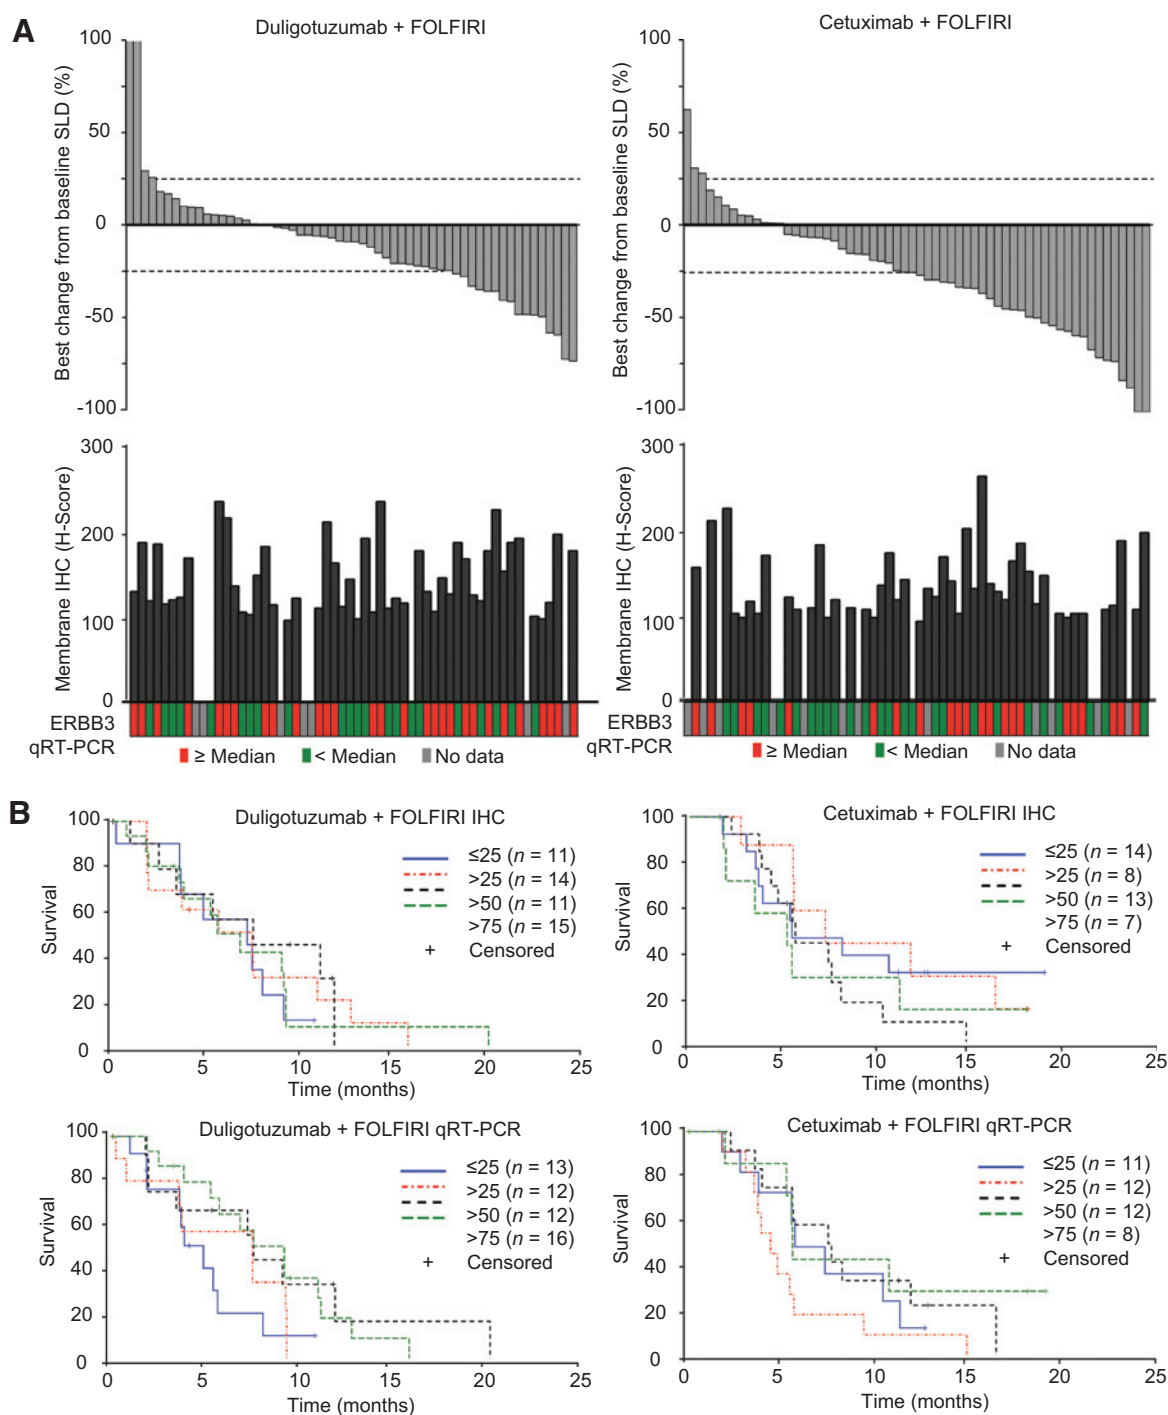 A
Duligotuzumab + FOLFIRI
Cetuximab + FOLFIRI
Best change from baseline SLD (%)
100
50
0
-50
-100
Best change from baseline SLD (%)
100
50
0
-50
-100
Membrane IHC (H-Score)
300
200
100
0
Membrane IHC (H-Score)
300
200
100
0
ERBB3
qRT-PCR
≥ Median
< Median
No data
ERBB3
qRT-PCR
≥ Median
< Median
No data
B
Duligotuzumab + FOLFIRI IHC
Survival
100
80
60
40
20
0
≤25 (n = 11)
>25 (n = 14)
>50 (n = 11)
>75 (n = 15)
+ Censored
0 5 10 15 20 25
Time (months)
Cetuximab + FOLFIRI IHC
Survival
100
80
60
40
20
0
≤25 (n = 14)
>25 (n = 8)
>50 (n = 13)
>75 (n = 7)
+ Censored
0 5 10 15 20 25
Time (months)
Duligotuzumab + FOLFIRI qRT-PCR
Survival
100
80
60
40
20
0
≤25 (n = 13)
>25 (n = 12)
>50 (n = 12)
>75 (n = 16)
+ Censored
0 5 10 15 20 25
Time (months)
Cetuximab + FOLFIRI qRT-PCR
Survival
100
80
60
40
20
0
≤25 (n = 11)
>25 (n = 12)
>50 (n = 12)
>75 (n = 8)
+ Censored
0 5 10 15 20 25
Time (months)